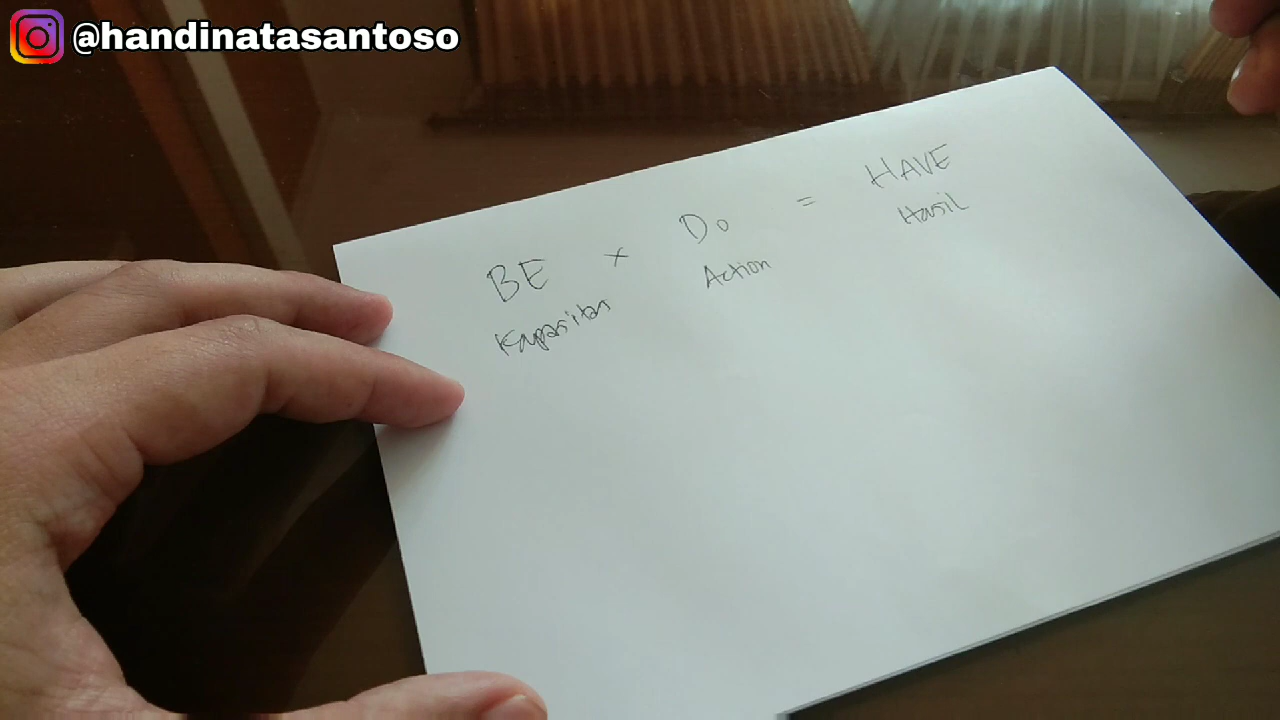 @handinatasantoso
BE x Do = HAVE
Kapasitas Action Hasil